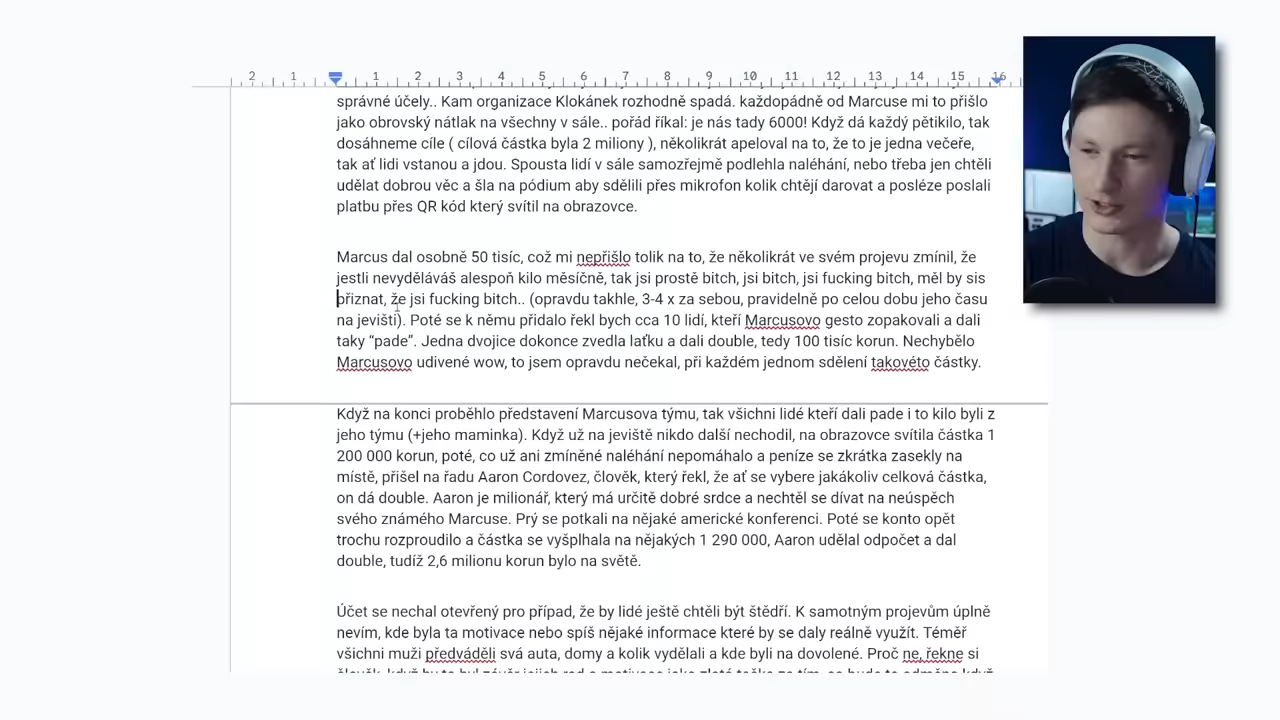 2 1 1 2 3 4 5 6 7 8 9 10 11 12 13 14 15 16
správné účely.. Kam organizace Klokánek rozhodně spadá. každopádně od Marcuse mi to přišlo
jako obrovský nátlak na všechny v sále.. pořád říkal: je nás tady 6000! Když dá každý pětikilo, tak
dosáhneme cíle ( cílová částka byla 2 miliony ), několikrát apeloval na to, že to je jedna večeře,
tak ať lidi vstanou a jdou. Spousta lidí v sále samozřejmě podlehla naléhání, nebo třeba jen chtěli
udělat dobrou věc a šla na pódium aby sdělili přes mikrofon kolik chtějí darovat a posléze poslali
platbu přes QR kód který svítil na obrazovce.
Marcus dal osobně 50 tisíc, což mi nepřišlo tolik na to, že několikrát ve svém projevu zmínil, že
jestli nevyděláváš alespoň kilo měsíčně, tak jsi prostě bitch, jsi bitch, jsi fucking bitch, měl by sis
přiznat, že jsi fucking bitch.. (opravdu takhle, 3-4 x za sebou, pravidelně po celou dobu jeho času
na jevišti). Poté se k němu přidalo řekl bych cca 10 lidí, kteří Marcusovo gesto zopakovali a dali
taky “pade”. Jedna dvojice dokonce zvedla laťku a dali double, tedy 100 tisíc korun. Nechybělo
Marcusovo udivené wow, to jsem opravdu nečekal, při každém jednom sdělení takovéto částky.
Když na konci proběhlo představení Marcusova týmu, tak všichni lidé kteří dali pade i to kilo byli z
jeho týmu (+jeho maminka). Když už na jeviště nikdo další nechodil, na obrazovce svítila částka 1
200 000 korun, poté, co už ani zmíněné naléhání nepomáhalo a peníze se zkrátka zasekly na
místě, přišel na řadu Aaron Cordovez, člověk, který řekl, že ať se vybere jakákoliv celková částka,
on dá double. Aaron je milionář, který má určitě dobré srdce a nechtěl se dívat na neúspěch
svého známého Marcuse. Prý se potkali na nějaké americké konferenci. Poté se konto opět
trochu rozproudilo a částka se vyšplhala na nějakých 1 290 000, Aaron udělal odpočet a dal
double, tudíž 2,6 milionu korun bylo na světě.
Účet se nechal otevřený pro případ, že by lidé ještě chtěli být štědří. K samotným projevům úplně
nevím, kde byla ta motivace nebo spíš nějaké informace které by se daly reálně využít. Téměř
všichni muži předváděli svá auta, domy a kolik vydělali a kde byli na dovolené. Proč ne, řekne si